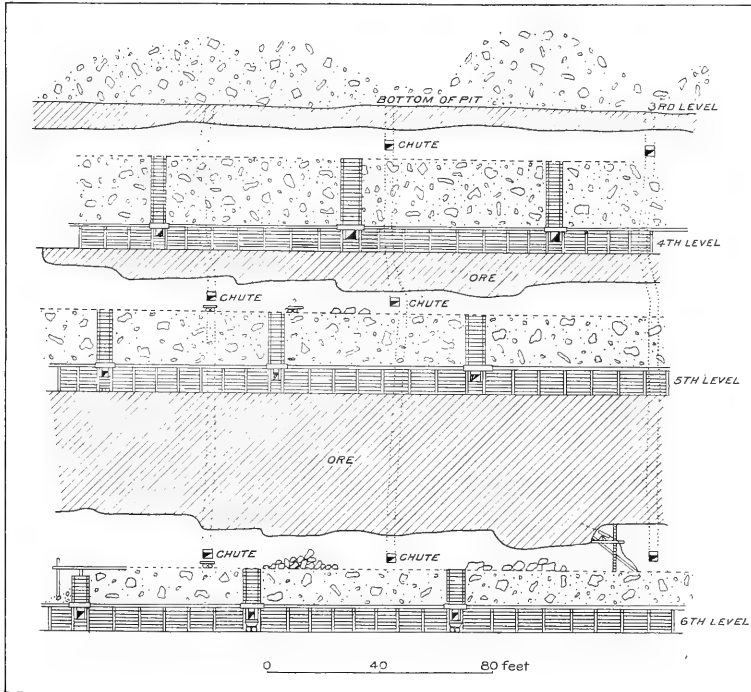 BOTTOM OF PIT
3RD LEVEL
CHUTE
4TH LEVEL
ORE
CHUTE
CHUTE
5TH LEVEL
ORE
CHUTE
CHUTE
6TH LEVEL
0 40 80 feet